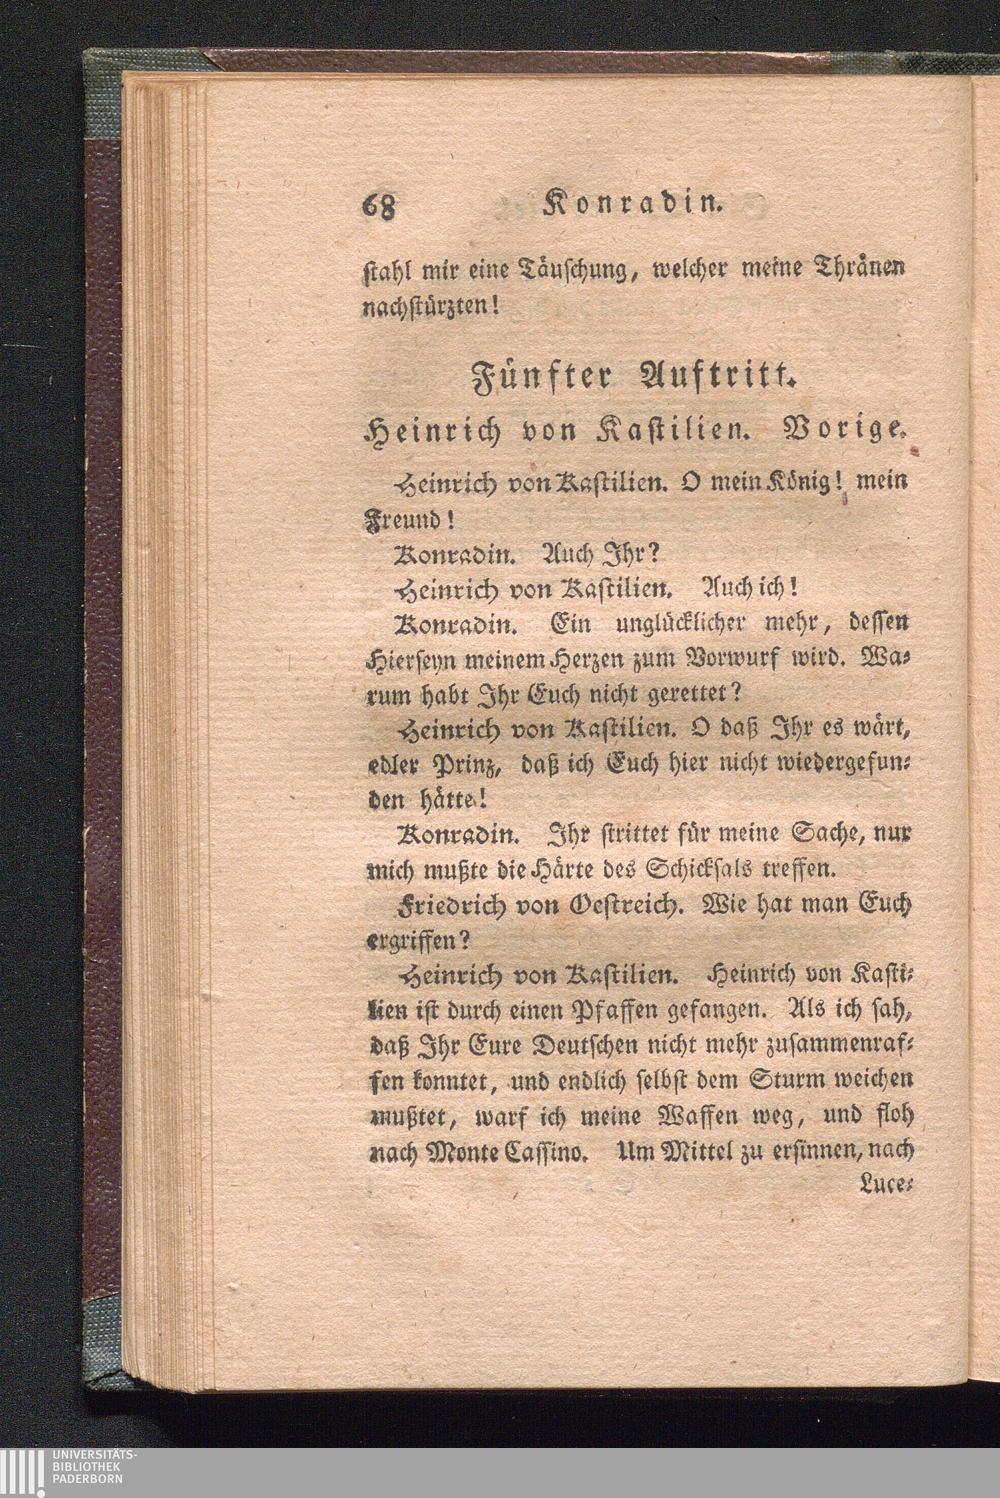 68 Konradin.
stahl mir eine Täuschung, welcher meine Thränen
nachstürzten!
Fünfter Auftritt.
Heinrich von Kastilien. Vorige.
Heinrich von Kastilien. O mein König! mein
Freund!
Konradin. Auch Ihr?
Heinrich von Kastilien. Auch ich!
Konradin. Ein unglücklicher mehr, dessen
Hierseyn meinem Herzen zum Vorwurf wird. Wa-
rum habt Ihr Euch nicht gerettet?
Heinrich von Kastilien. O daß Ihr es wärt,
edler Prinz, daß ich Euch hier nicht wiedergefun-
den hätte!
Konradin. Ihr strittet für meine Sache, nur
mich mußte die Härte des Schicksals treffen.
Friedrich von Oestreich. Wie hat man Euch
ergriffen?
Heinrich von Kastilien. Heinrich von Kasti-
lien ist durch einen Pfaffen gefangen. Als ich sah,
daß Ihr Eure Deutschen nicht mehr zusammenraf-
fen konntet, und endlich selbst dem Sturm weichen
mußtet, warf ich meine Waffen weg, und floh
nach Monte Cassino. Um Mittel zu ersinnen, nach
Luce-
UNIVERSITÄTS-
BIBLIOTHEK
PADERBORN